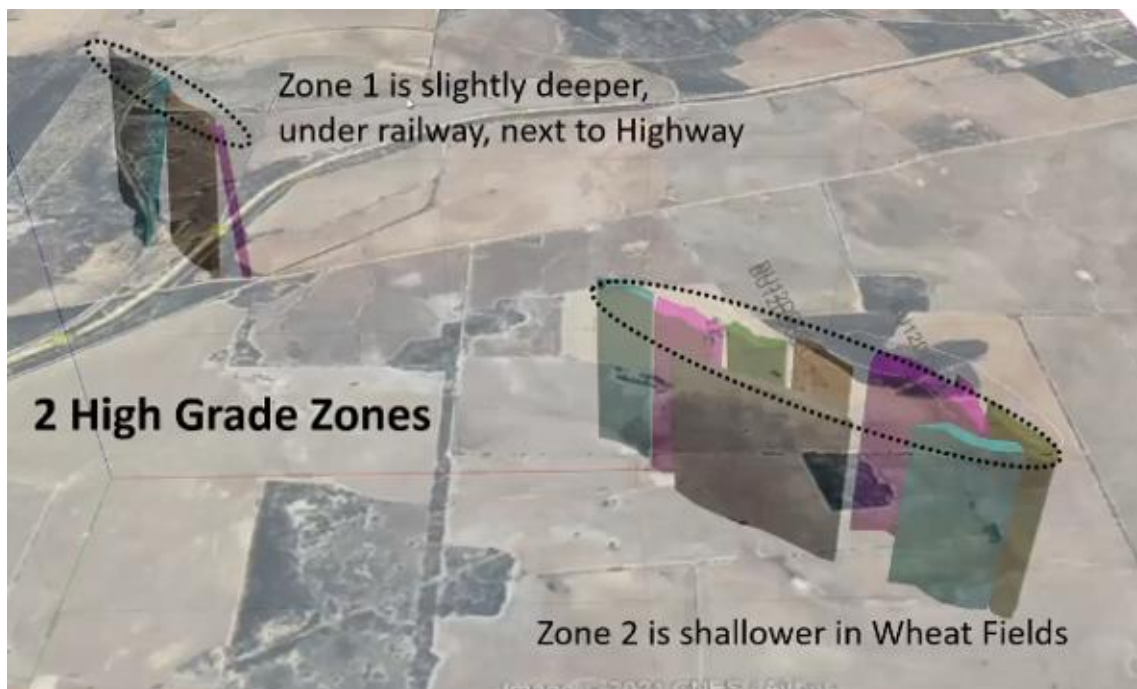 Zone 1 is slightly deeper,
under railway, next to Highway
2 High Grade Zones
Zone 2 is shallower in Wheat Fields